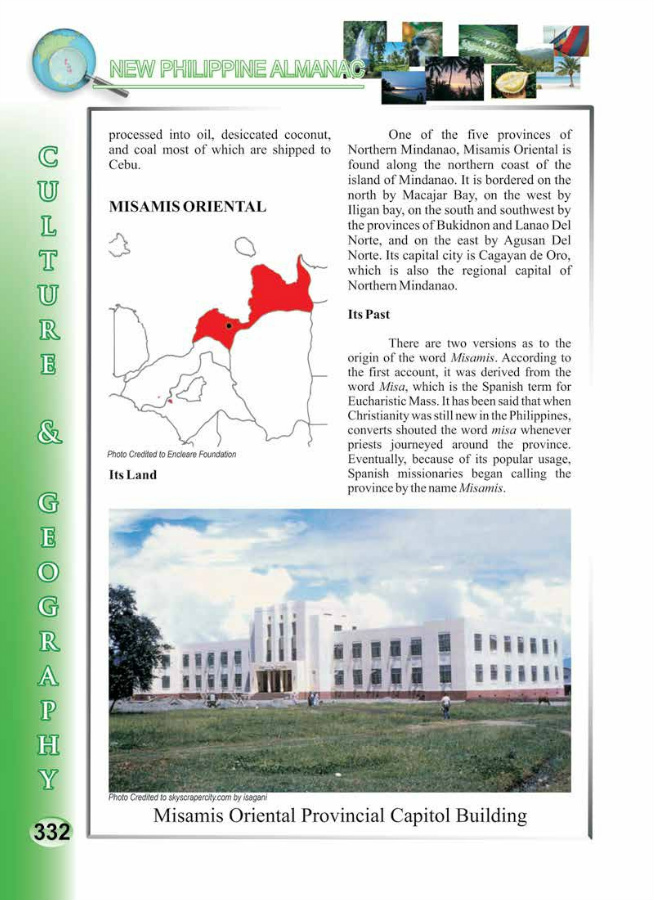 NEW PHILIPPINE ALMANAC
CULTURE & GEOGRAPHY
processed into oil, desiccated coconut,
and coal most of which are shipped to
Cebu.
MISAMIS ORIENTAL
Photo Credited to Encleare Foundation
Its Land
One of the five provinces of
Northern Mindanao, Misamis Oriental is
found along the northern coast of the
island of Mindanao. It is bordered on the
north by Macajar Bay, on the west by
Iligan bay, on the south and southwest by
the provinces of Bukidnon and Lanao Del
Norte, and on the east by Agusan Del
Norte. Its capital city is Cagayan de Oro,
which is also the regional capital of
Northern Mindanao.
Its Past
There are two versions as to the
origin of the word Misamis. According to
the first account, it was derived from the
word Misa, which is the Spanish term for
Eucharistic Mass. It has been said that when
Christianity was still new in the Philippines,
converts shouted the word misa whenever
priests journeyed around the province.
Eventually, because of its popular usage,
Spanish missionaries began calling the
province by the name Misamis.
Photo Credited to skyscrapercity.com by isagani
Misamis Oriental Provincial Capitol Building
332